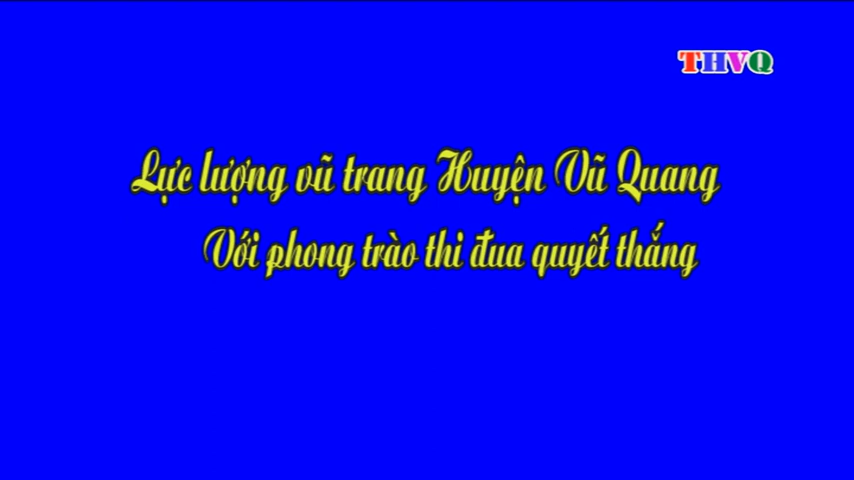 THVQ
Lực lượng vũ trang Huyện Vũ Quang
Với phong trào thi đua quyết thắng